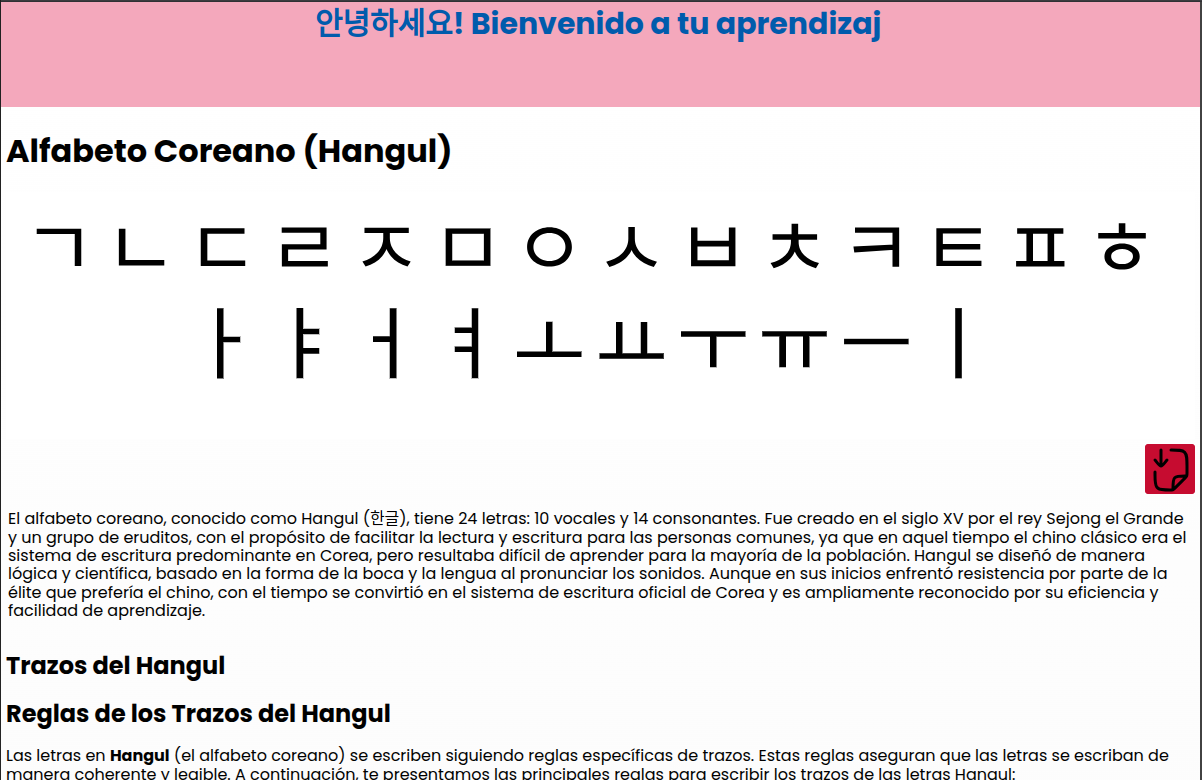 안녕하세요! Bienvenido a tu aprendizaj
Alfabeto Coreano (Hangul)
ㄱ ㄴ ㄷ ㄹ ㅈ ㅁ ㅇ ㅅ ㅂ ㅊ ㅋ ㅌ ㅍ ㅎ
ㅏ ㅑ ㅓ ㅕ ㅗ ㅛ ㅜ ㅠ ㅡ ㅣ
El alfabeto coreano, conocido como Hangul (한글), tiene 24 letras: 10 vocales y 14 consonantes. Fue creado en el siglo XV por el rey Sejong el Grande
y un grupo de eruditos, con el propósito de facilitar la lectura y escritura para las personas comunes, ya que en aquel tiempo el chino clásico era el
sistema de escritura predominante en Corea, pero resultaba difícil de aprender para la mayoría de la población. Hangul se diseñó de manera
lógica y científica, basado en la forma de la boca y la lengua al pronunciar los sonidos. Aunque en sus inicios enfrentó resistencia por parte de la
élite que prefería el chino, con el tiempo se convirtió en el sistema de escritura oficial de Corea y es ampliamente reconocido por su eficiencia y
facilidad de aprendizaje.
Trazos del Hangul
Reglas de los Trazos del Hangul
Las letras en Hangul (el alfabeto coreano) se escriben siguiendo reglas específicas de trazos. Estas reglas aseguran que las letras se escriban de
manera coherente y legible. A continuación, te presentamos las principales reglas para escribir los trazos de las letras Hangul: